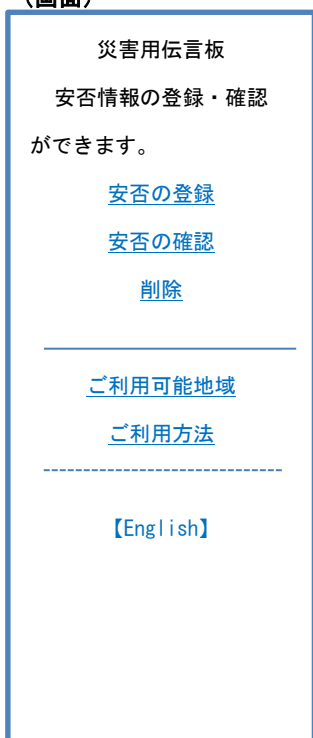 （画面）
災害用伝言板
安否情報の登録・確認
ができます。
安否の登録
安否の確認
削除
ご利用可能地域
ご利用方法
【English】